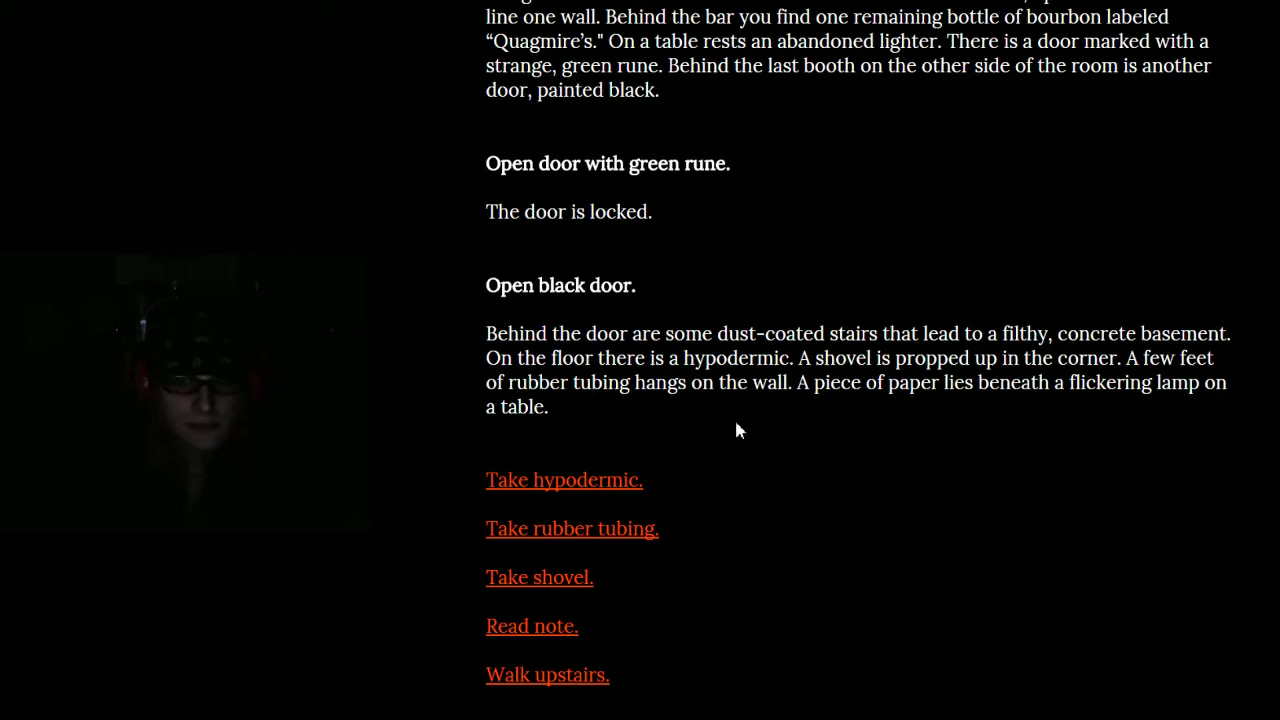 line one wall. Behind the bar you find one remaining bottle of bourbon labeled
“Quagmire’s." On a table rests an abandoned lighter. There is a door marked with a
strange, green rune. Behind the last booth on the other side of the room is another
door, painted black.
Open door with green rune.
The door is locked.
Open black door.
Behind the door are some dust-coated stairs that lead to a filthy, concrete basement.
On the floor there is a hypodermic. A shovel is propped up in the corner. A few feet
of rubber tubing hangs on the wall. A piece of paper lies beneath a flickering lamp on
a table.
Take hypodermic.
Take rubber tubing.
Take shovel.
Read note.
Walk upstairs.